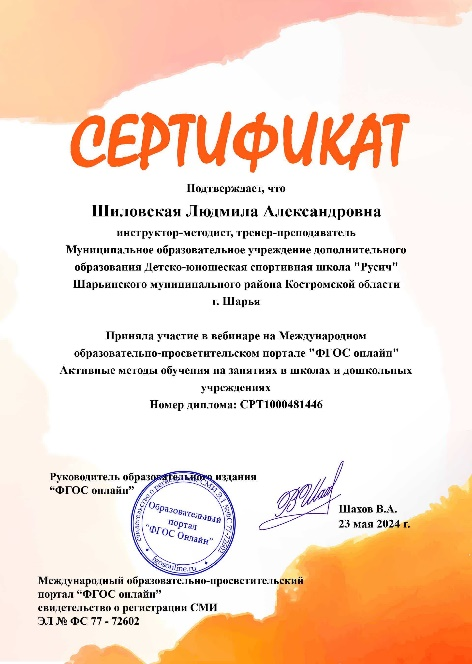 СЕРТИФИКАТ
Подтверждает, что
Шиловская Людмила Александровна
инструктор-методист, тренер-преподаватель
Муниципальное образовательное учреждение дополнительного
образования Детско-юношеская спортивная школа "Русич"
Шарьинского муниципального района Костромской области
г. Шарья
Приняла участие в вебинаре на Международном
образовательно-просветительском портале "ФГОС онлайн"
Активные методы обучения на занятиях в школах и дошкольных
учреждениях
Номер диплома: СРТ1000481446
Руководитель образовательного издания
“ФГОС онлайн”
Образовательный
портал
"ФГОС Онлайн"
Шахов В.А.
23 мая 2024 г.
Международный образовательно-просветительский
портал “ФГОС онлайн”
свидетельство о регистрации СМИ
ЭЛ № ФС 77 - 72602